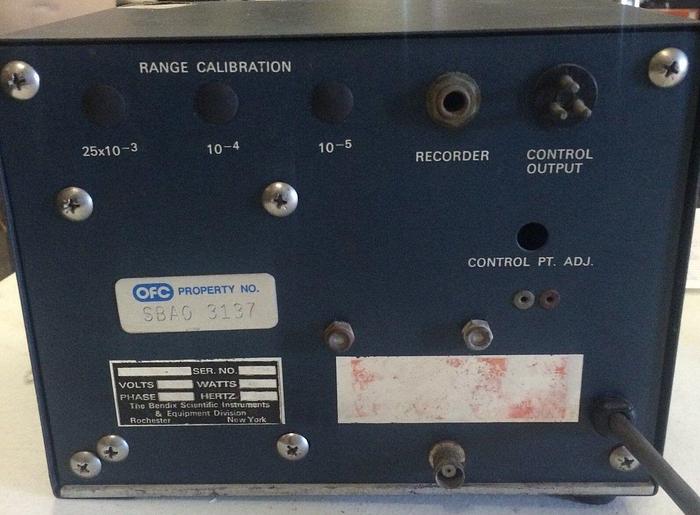 RANGE CALIBRATION
25x10-3
10-4
10-5
RECORDER
CONTROL
OUTPUT
CONTROL PT. ADJ.
OFC PROPERTY NO.
SBAO 3137
SER. NO.
VOLTS WATTS
PHASE HERTZ
The Bendix Scientific Instruments
& Equipment Division
Rochester New York